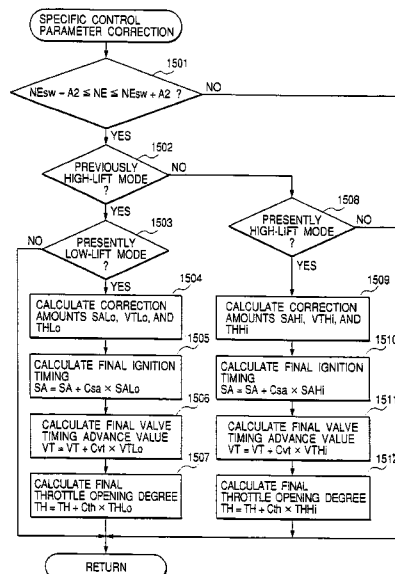 SPECIFIC CONTROL
PARAMETER CORRECTION
1501
NEsw − A2 ≦ NE ≦ NEsw + A2 ?
NO
YES
1502
PREVIOUSLY
HIGH-LIFT MODE
?
NO
YES
1503
NO
PRESENTLY
LOW-LIFT MODE
?
YES
1504
CALCULATE CORRECTION
AMOUNTS SALo, VTLo, AND
THLo
1505
CALCULATE FINAL IGNITION
TIMING
SA = SA + Csa × SALo
1506
CALCULATE FINAL VALVE
TIMING ADVANCE VALUE
VT = VT + Cvt × VTLo
1507
CALCULATE FINAL
THROTTLE OPENING DEGREE
TH = TH + Cth × THLo
1508
PRESENTLY
HIGH-LIFT MODE
?
NO
YES
1509
CALCULATE CORRECTION
AMOUNTS SAHi, VTHi, AND
THHi
1510
CALCULATE FINAL IGNITION
TIMING
SA = SA + Csa × SAHi
1511
CALCULATE FINAL VALVE
TIMING ADVANCE VALUE
VT = VT + Cvt × VTHi
1512
CALCULATE FINAL
THROTTLE OPENING DEGREE
TH = TH + Cth × THHi
RETURN